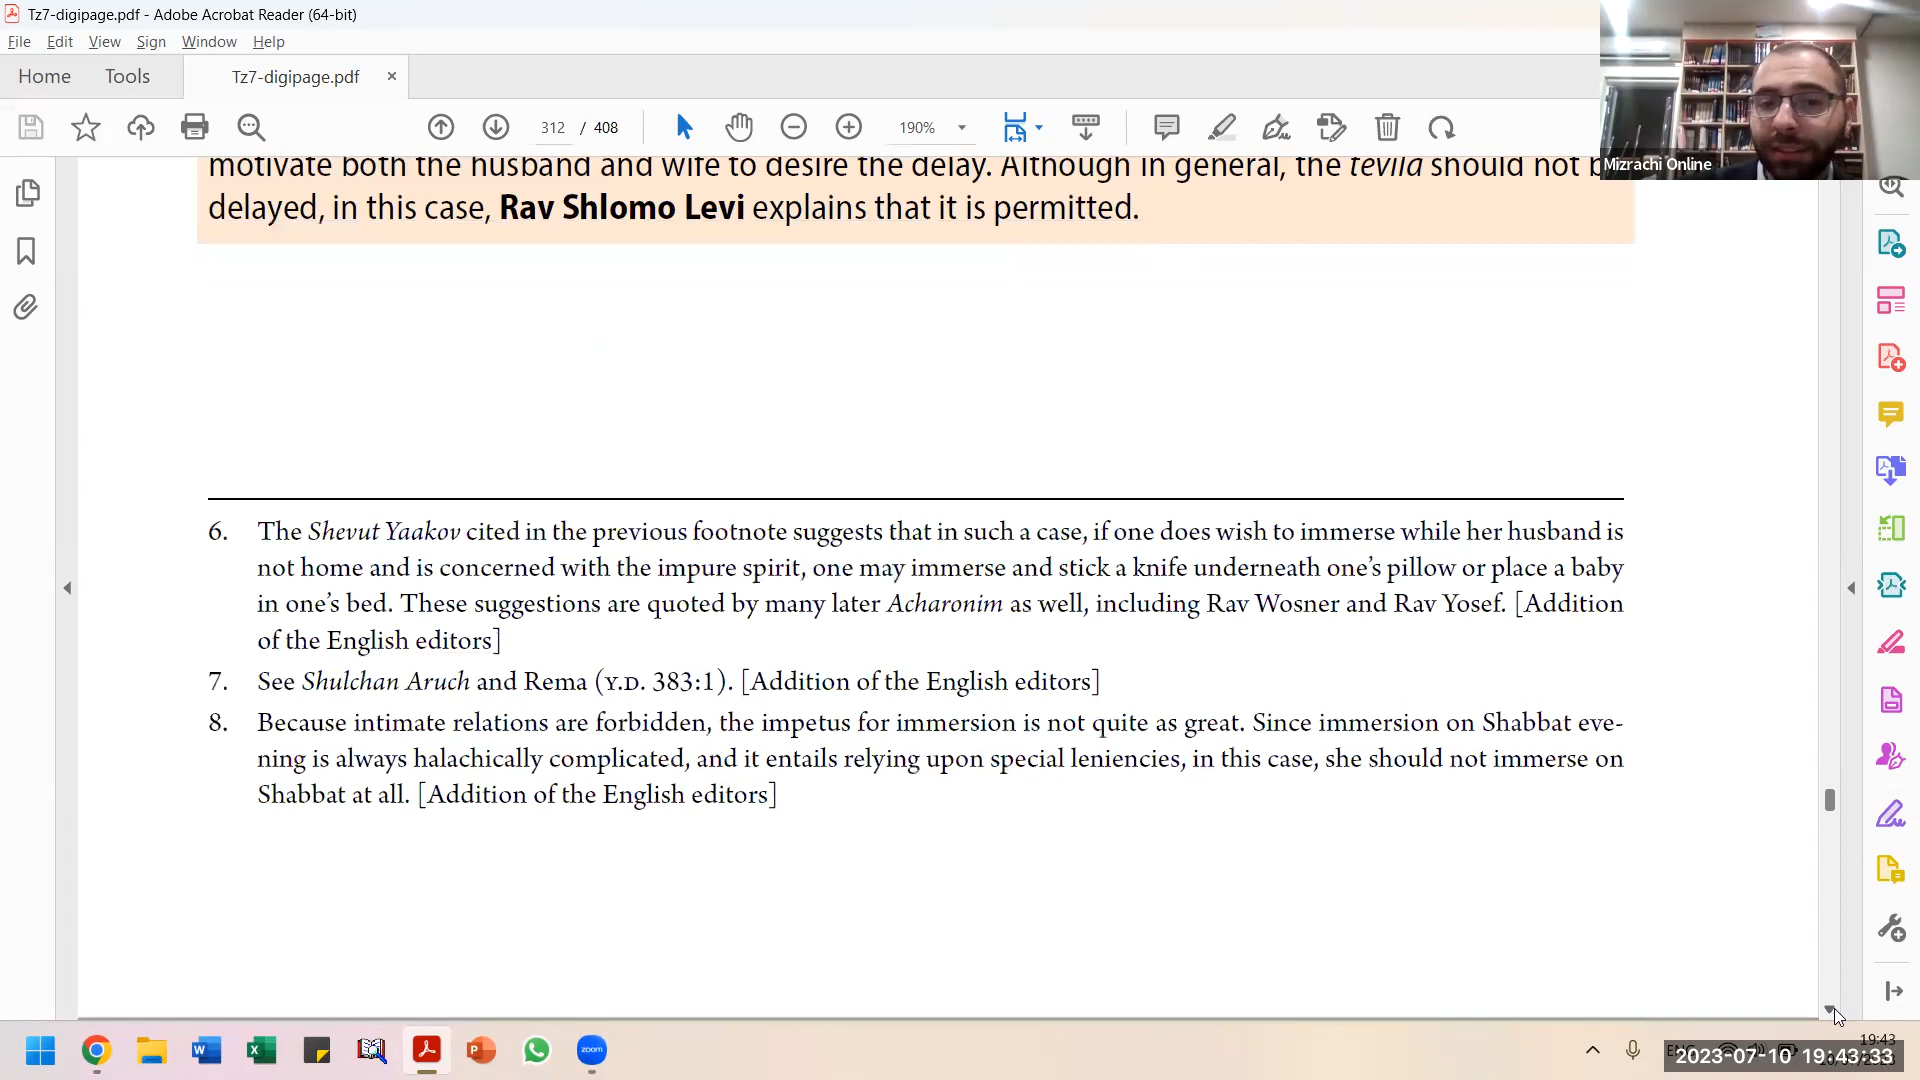 Tz7-digipage.pdf - Adobe Acrobat Reader (64-bit)
File Edit View Sign Window Help
Home Tools Tz7-digipage.pdf ×
312 / 408 190%
Mizrachi Online
motivate both the husband and wife to desire the delay. Although in general, the tevila should not
delayed, in this case, Rav Shlomo Levi explains that it is permitted.
6. The Shevut Yaakov cited in the previous footnote suggests that in such a case, if one does wish to immerse while her husband is
not home and is concerned with the impure spirit, one may immerse and stick a knife underneath one's pillow or place a baby
in one's bed. These suggestions are quoted by many later Acharonim as well, including Rav Wosner and Rav Yosef. [Addition
of the English editors]
7. See Shulchan Aruch and Rema (Y.D. 383:1). [Addition of the English editors]
8. Because intimate relations are forbidden, the impetus for immersion is not quite as great. Since immersion on Shabbat eve-
ning is always halachically complicated, and it entails relying upon special leniencies, in this case, she should not immerse on
Shabbat at all. [Addition of the English editors]
zoom
19:43
2023-07-10 19:43:33